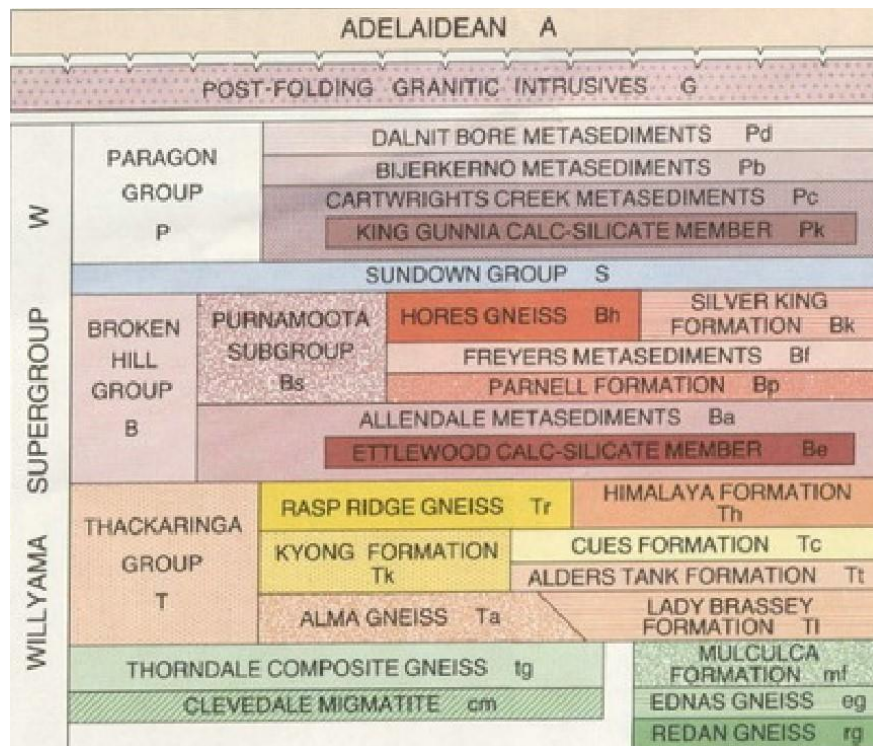 ADELAIDEAN A
POST-FOLDING GRANITIC INTRUSIVES G
WILLYAMA SUPERGROUP W
PARAGON
GROUP
P
DALNIT BORE METASEDIMENTS Pd
BIJERKERNO METASEDIMENTS Pb
CARTWRIGHTS CREEK METASEDIMENTS Pc
KING GUNNIA CALC-SILICATE MEMBER Pk
SUNDOWN GROUP S
BROKEN
HILL
GROUP
B
PURNAMOOTA
SUBGROUP
Bs
HORES GNEISS Bh
SILVER KING
FORMATION Bk
FREYERS METASEDIMENTS Bf
PARNELL FORMATION Bp
ALLENDALE METASEDIMENTS Ba
ETTLEWOOD CALC-SILICATE MEMBER Be
THACKARINGA
GROUP
T
RASP RIDGE GNEISS Tr
HIMALAYA FORMATION
Th
KYONG FORMATION
Tk
CUES FORMATION Tc
ALDERS TANK FORMATION Tt
ALMA GNEISS Ta
LADY BRASSEY
FORMATION Tl
THORNDALE COMPOSITE GNEISS tg
CLEVEDALE MIGMATITE cm
MULCULCA
FORMATION mf
EDNAS GNEISS eg
REDAN GNEISS rg